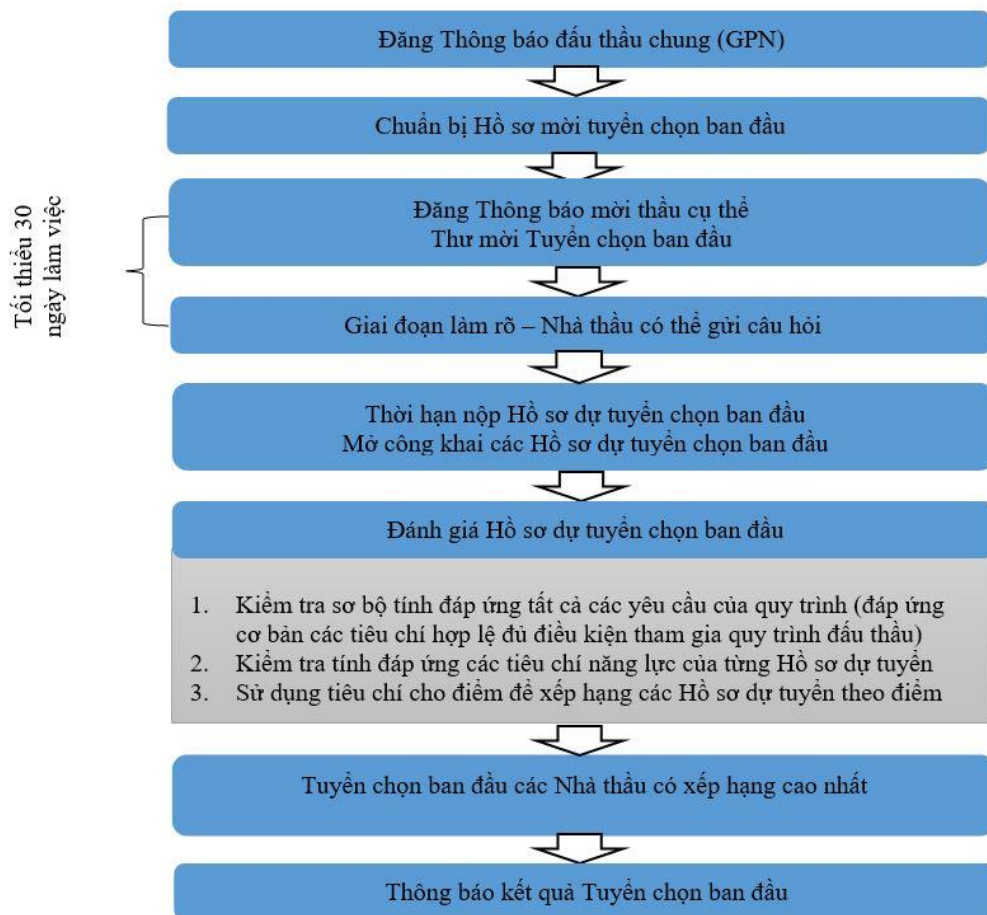 Đăng Thông báo đấu thầu chung (GPN)
Chuẩn bị Hồ sơ mời tuyển chọn ban đầu
Tối thiểu 30
ngày làm việc
Đăng Thông báo mời thầu cụ thể
Thư mời Tuyển chọn ban đầu
Giai đoạn làm rõ – Nhà thầu có thể gửi câu hỏi
Thời hạn nộp Hồ sơ dự tuyển chọn ban đầu
Mở công khai các Hồ sơ dự tuyển chọn ban đầu
Đánh giá Hồ sơ dự tuyển chọn ban đầu
1. Kiểm tra sơ bộ tính đáp ứng tất cả các yêu cầu của quy trình (đáp ứng
cơ bản các tiêu chí hợp lệ đủ điều kiện tham gia quy trình đấu thầu)
2. Kiểm tra tính đáp ứng các tiêu chí năng lực của từng Hồ sơ dự tuyển
3. Sử dụng tiêu chí cho điểm để xếp hạng các Hồ sơ dự tuyển theo điểm
Tuyển chọn ban đầu các Nhà thầu có xếp hạng cao nhất
Thông báo kết quả Tuyển chọn ban đầu